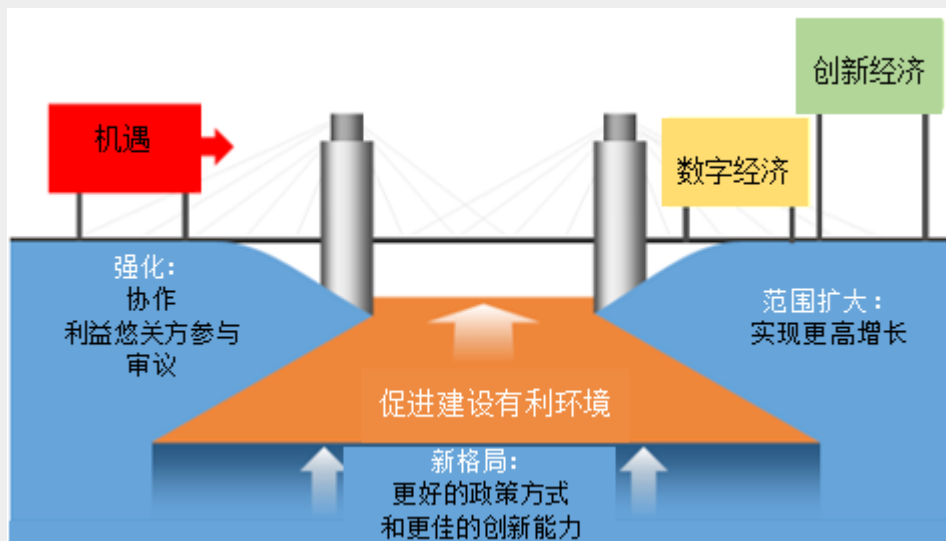 创新经济
机遇
数字经济
强化：
协作
利益悠关方参与
审议
范围扩大：
实现更高增长
促进建设有利环境
新格局：
更好的政策方式
和更佳的创新能力